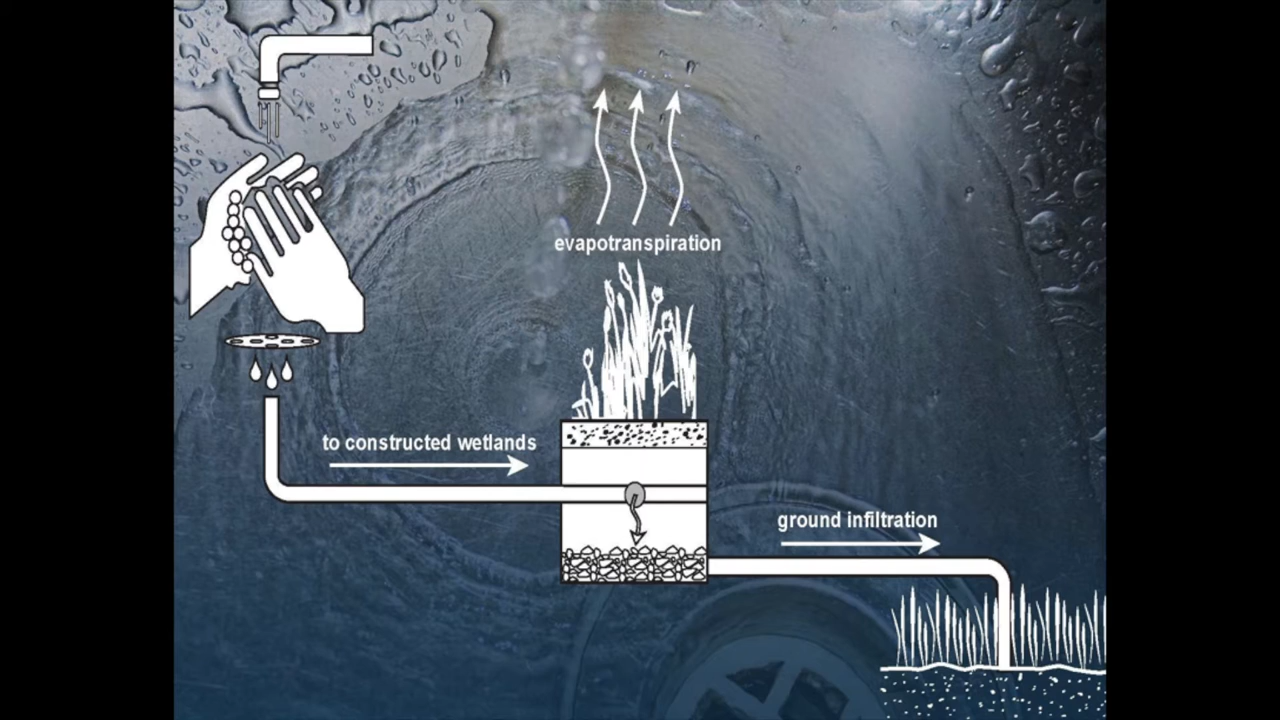 evapotranspiration
to constructed wetlands
ground infiltration